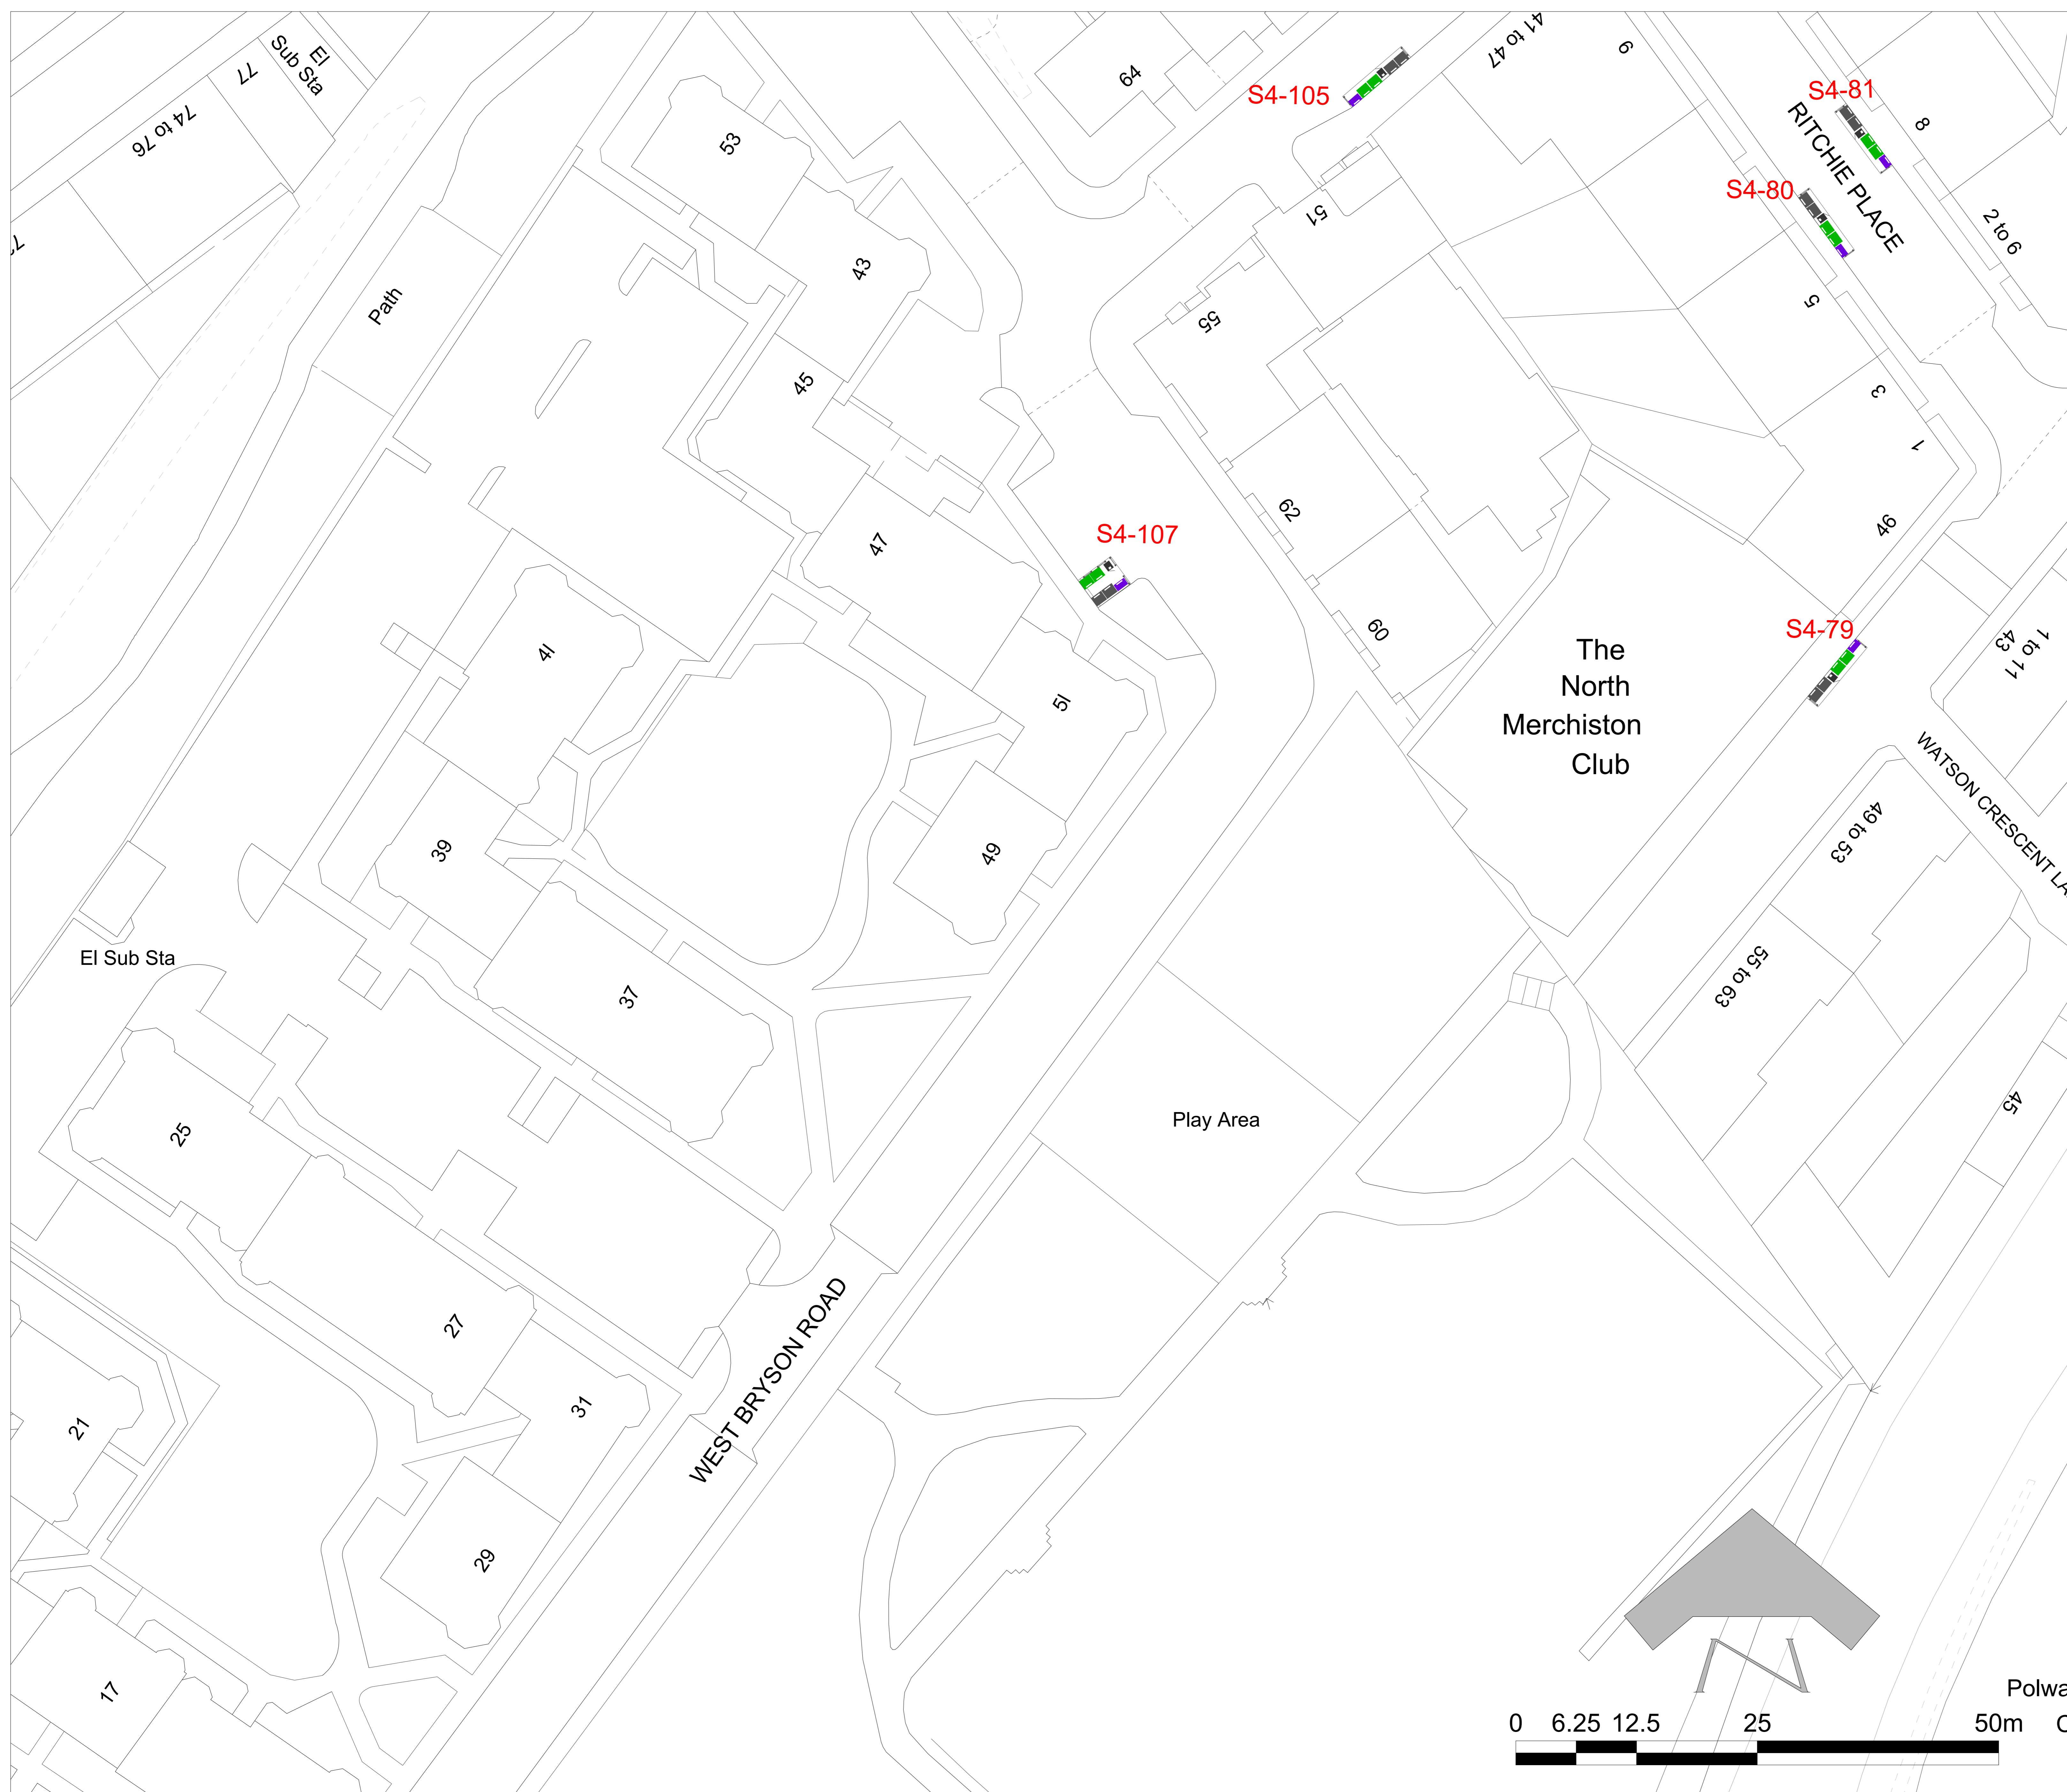 El
Sub Sta
77
74 to 76
53
64
S4-105
41 to 47
9
S4-81
RITCHIE PLACE
8
S4-80
2 to 6
51
43
Path
5
55
45
3
1
62
47
46
S4-107
60
S4-79
1 to 11
43
The
North
Merchiston
Club
41
51
39
49
WATSON CRESCENT LA
49 to 53
El Sub Sta
37
55 to 63
25
Play Area
45
27
WEST BRYSON ROAD
31
21
29
17
N
Polwa
0 6.25 12.5 25 50m